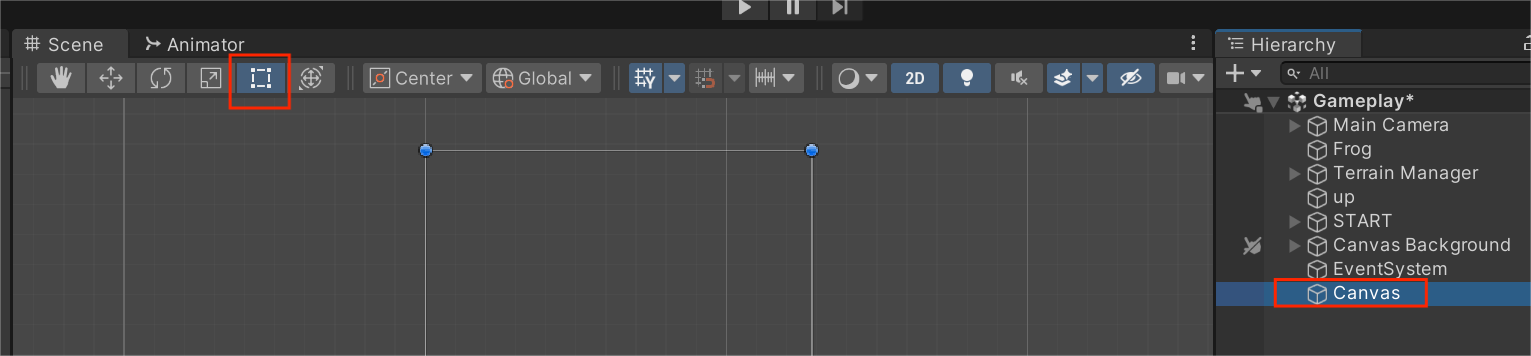 Scene
Animator
Hierarchy
Center
Global
2D
All
Gameplay*
Main Camera
Frog
Terrain Manager
up
START
Canvas Background
EventSystem
Canvas